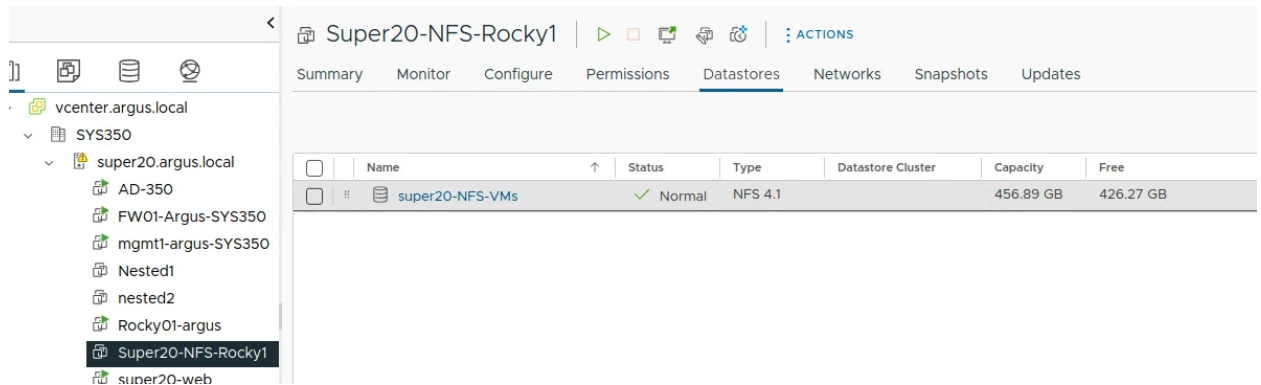 Super20-NFS-Rocky1
ACTIONS
Summary Monitor Configure Permissions Datastores Networks Snapshots Updates
vcenter.argus.local
SYS350
super20.argus.local
AD-350
FW01-Argus-SYS350
mgmt1-argus-SYS350
Nested1
nested2
Rocky01-argus
Super20-NFS-Rocky1
super20-web
Name Status Type Datastore Cluster Capacity Free
super20-NFS-VMs Normal NFS 4.1 456.89 GB 426.27 GB